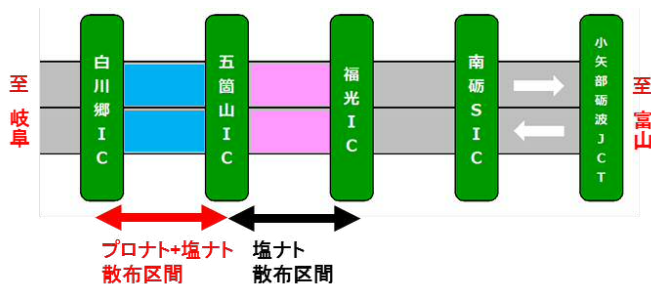 至 岐阜
白川郷IC
五箇山IC
福光IC
南砺SIC
小矢部砺波JCT
至 富山
プロナト+塩ナト
散布区間
塩ナト
散布区間